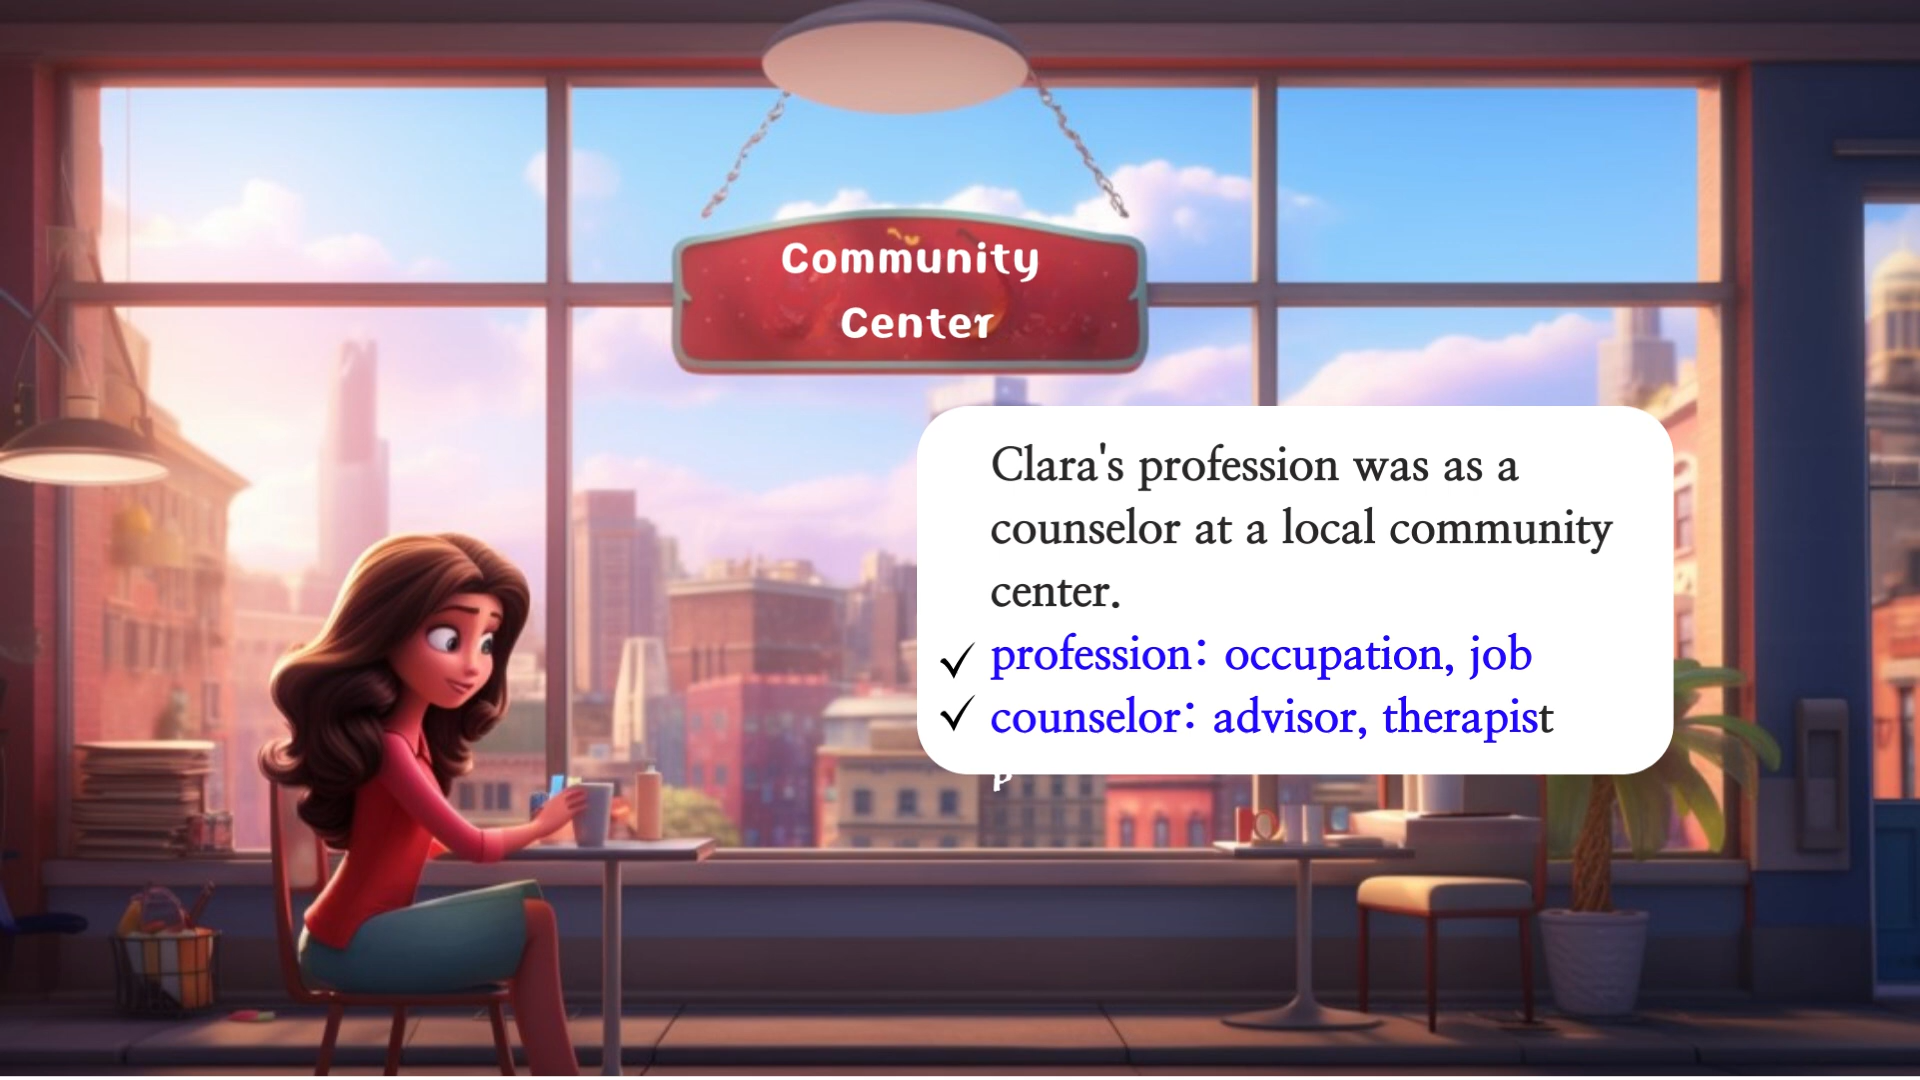 Community
Center
Clara's profession was as a
counselor at a local community
center.
✓ profession: occupation, job
✓ counselor: advisor, therapist
p